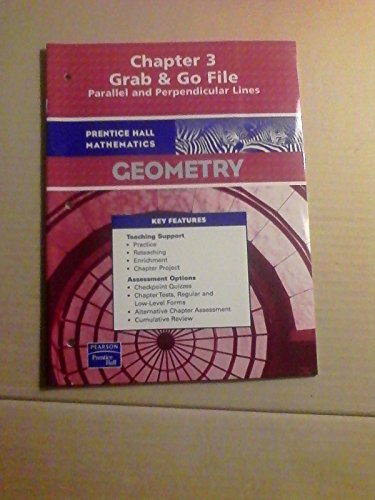 Chapter 3
Grab & Go File
Parallel and Perpendicular Lines
PRENTICE HALL
MATHEMATICS
GEOMETRY
KEY FEATURES
Teaching Support
• Practice
• Reteaching
• Enrichment
• Chapter Project
Assessment Options
• Checkpoint Quizzes
• Chapter Tests, Regular and
Low-Level Forms
• Alternative Chapter Assessment
• Cumulative Review
PEARSON
Prentice
Hall